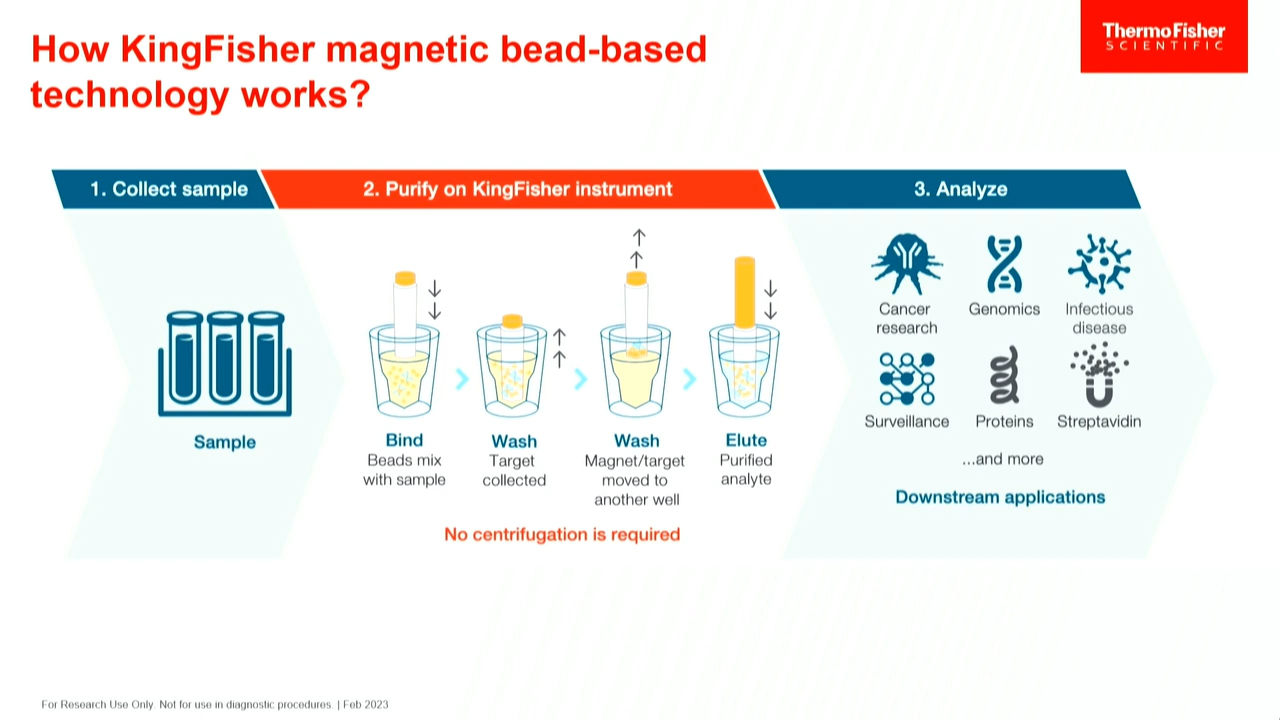 How KingFisher magnetic bead-based
technology works?
ThermoFisher
SCIENTIFIC
1. Collect sample
2. Purify on KingFisher instrument
3. Analyze
Sample
Bind
Beads mix
with sample
Wash
Target
collected
Wash
Magnet/target
moved to
another well
Elute
Purified
analyte
No centrifugation is required
Cancer
research
Genomics
Infectious
disease
Surveillance
Proteins
Streptavidin
...and more
Downstream applications
For Research Use Only. Not for use in diagnostic procedures. | Feb 2023